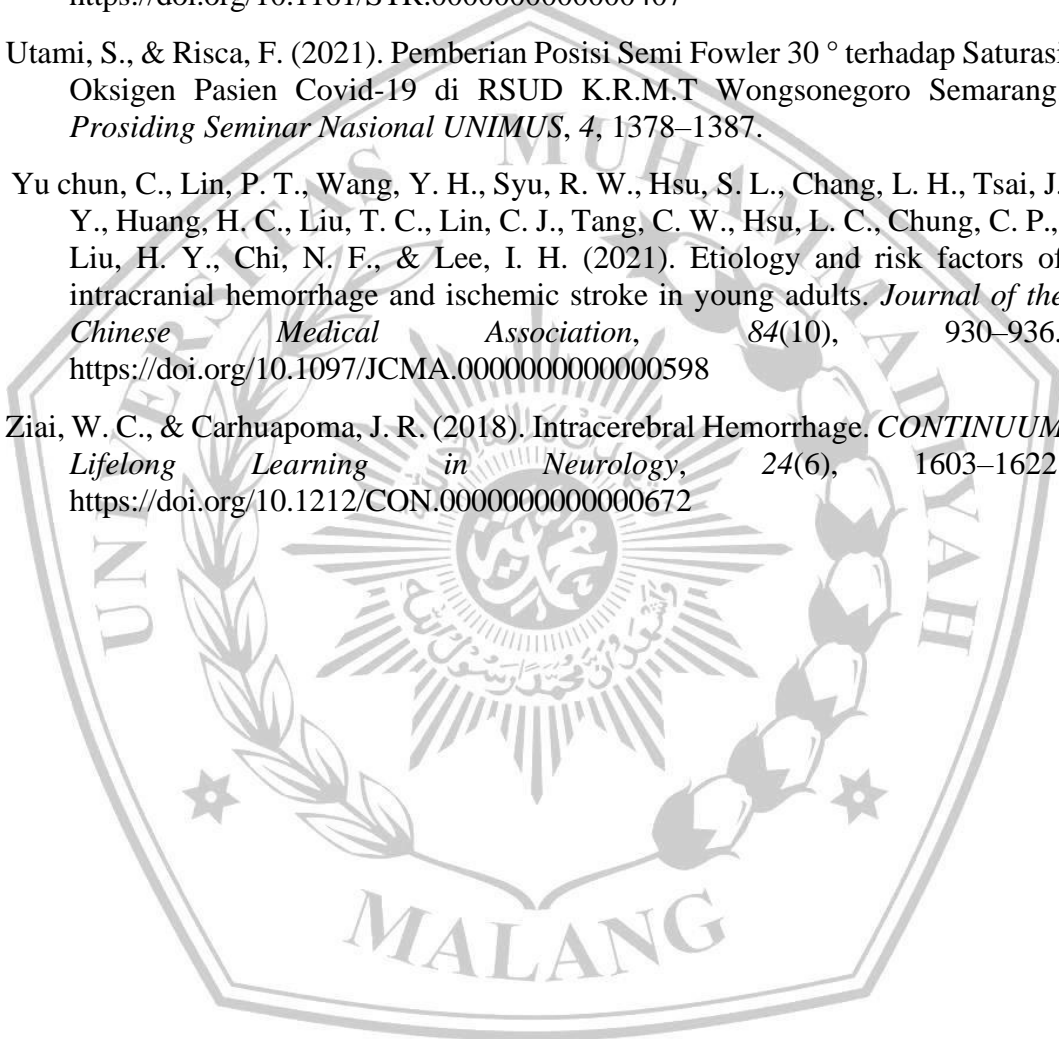 https://doi.org/10.1161/STR.0000000000000407
Utami, S., & Risca, F. (2021). Pemberian Posisi Semi Fowler 30 ° terhadap Saturasi
Oksigen Pasien Covid-19 di RSUD K.R.M.T Wongsonegoro Semarang
Prosiding Seminar Nasional UNIMUS, 4, 1378–1387.
Yu chun, C., Lin, P. T., Wang, Y. H., Syu, R. W., Hsu, S. L., Chang, L. H., Tsai, J.
Y., Huang, H. C., Liu, T. C., Lin, C. J., Tang, C. W., Hsu, L. C., Chung, C. P.,
Liu, H. Y., Chi, N. F., & Lee, I. H. (2021). Etiology and risk factors of
intracranial hemorrhage and ischemic stroke in young adults. Journal of the
Chinese Medical Association, 84(10), 930–936.
https://doi.org/10.1097/JCMA.0000000000000598
Ziai, W. C., & Carhuapoma, J. R. (2018). Intracerebral Hemorrhage. CONTINUUM
Lifelong Learning in Neurology, 24(6), 1603–1622
https://doi.org/10.1212/CON.0000000000000672
UNIVERSITAS MUHAMMADIYAH
MALANG